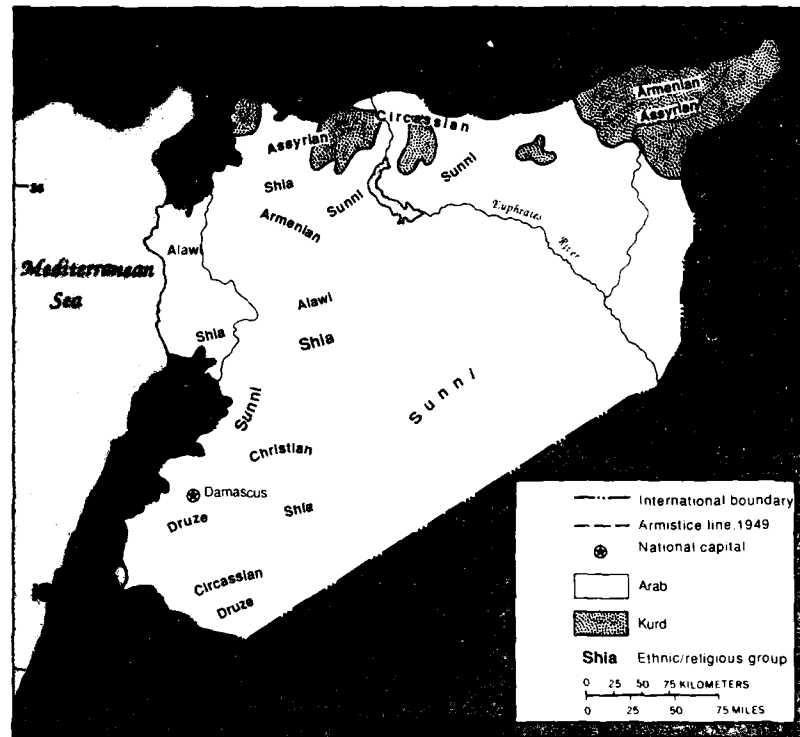 Armenian
Assyrian
Circassian
Assyrian
Shia
Sunni
Sunni
Armenian
Euphrates
River
Alawi
Mediterranean
Sea
Alawi
Shia
Shia
Sunni
Sunni
Christian
Damascus
Druze
Shia
Circassian
Druze
International boundary
Armistice line, 1949
National capital
Arab
Kurd
Shia Ethnic/religious group
0 25 50 75 KILOMETERS
0 25 50 75 MILES